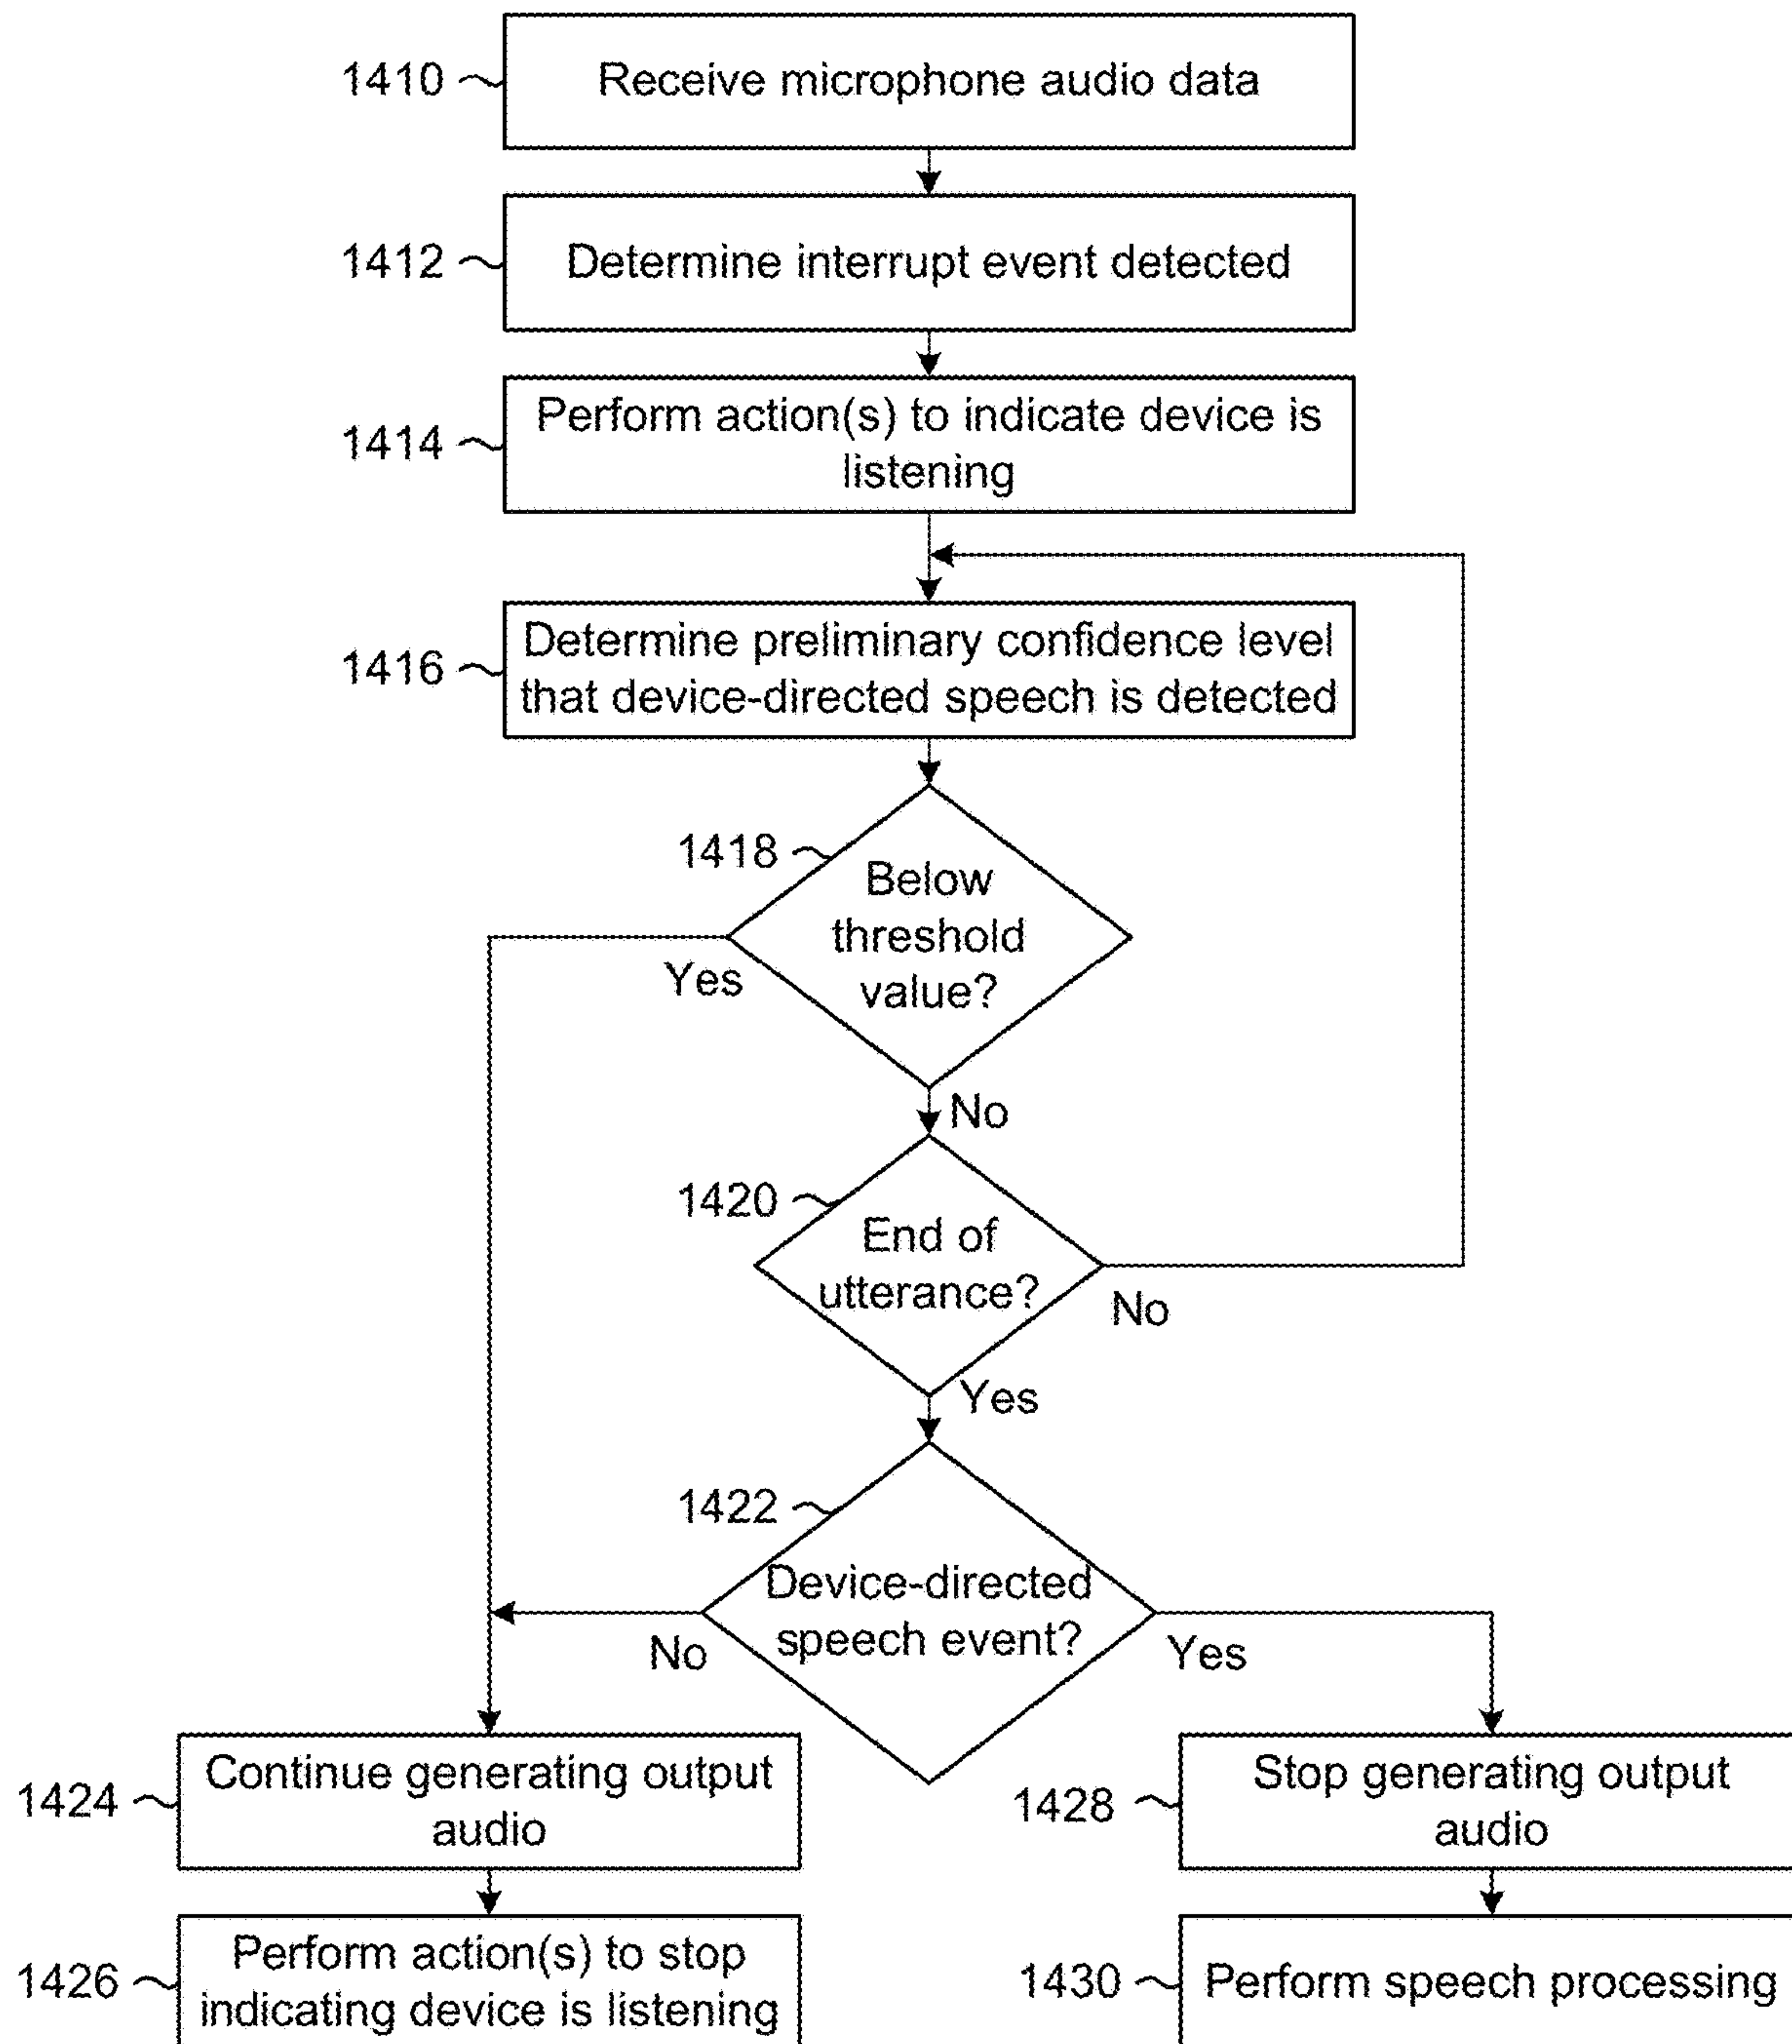 1410
Receive microphone audio data
1412
Determine interrupt event detected
1414
Perform action(s) to indicate device is
listening
1416
Determine preliminary confidence level
that device-directed speech is detected
1418
Below
threshold
value?
Yes
No
1420
End of
utterance?
No
Yes
1422
Device-directed
speech event?
No
Yes
1424
Continue generating output
audio
1428
Stop generating output
audio
1426
Perform action(s) to stop
indicating device is listening
1430
Perform speech processing